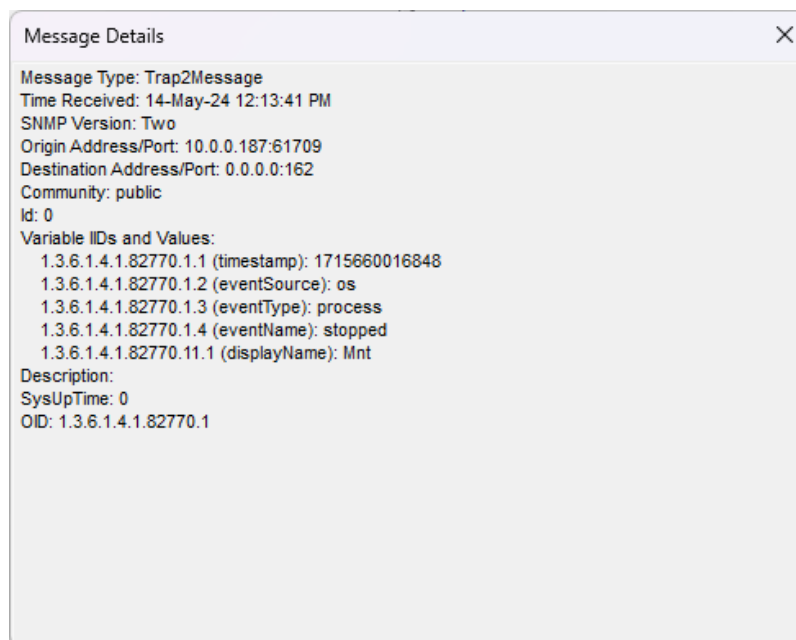 Message Details
Message Type: Trap2Message
Time Received: 14-May-24 12:13:41 PM
SNMP Version: Two
Origin Address/Port: 10.0.0.187:61709
Destination Address/Port: 0.0.0.0:162
Community: public
Id: 0
Variable IIDs and Values:
1.3.6.1.4.1.82770.1.1 (timestamp): 1715660016848
1.3.6.1.4.1.82770.1.2 (eventSource): os
1.3.6.1.4.1.82770.1.3 (eventType): process
1.3.6.1.4.1.82770.1.4 (eventName): stopped
1.3.6.1.4.1.82770.11.1 (displayName): Mnt
Description:
SysUpTime: 0
OID: 1.3.6.1.4.1.82770.1